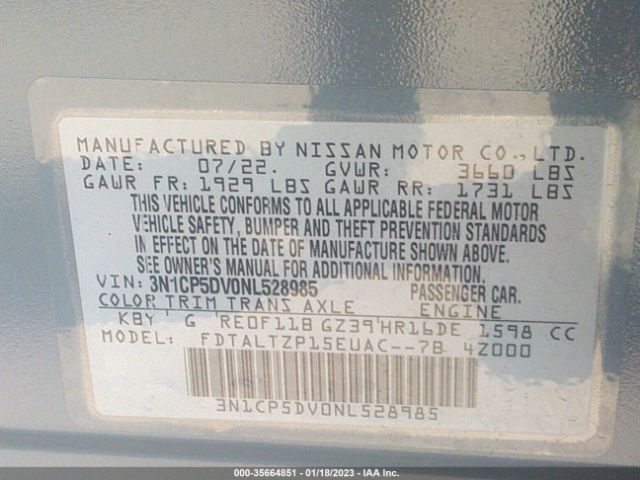 MANUFACTURED BY NISSAN MOTOR CO., LTD.
DATE: 07/22. GVWR: 3660 LBS
GAWR FR: 1929 LBS GAWR RR: 1731 LBS
THIS VEHICLE CONFORMS TO ALL APPLICABLE FEDERAL MOTOR
VEHICLE SAFETY, BUMPER AND THEFT PREVENTION STANDARDS
IN EFFECT ON THE DATE OF MANUFACTURE SHOWN ABOVE.
SEE OWNER'S MANUAL FOR ADDITIONAL INFORMATION.
VIN: 3N1CP5DV0NL528985 PASSENGER CAR.
COLOR TRIM TRANS AXLE ENGINE
KBY G RE0F11B GZ39 HR16DE 1598 CC
MODEL: FDTALTZP15EUAC--7B 4Z000
3N1CP5DV0NL528985
000-35664851 | 01/18/2023 | IAA Inc.